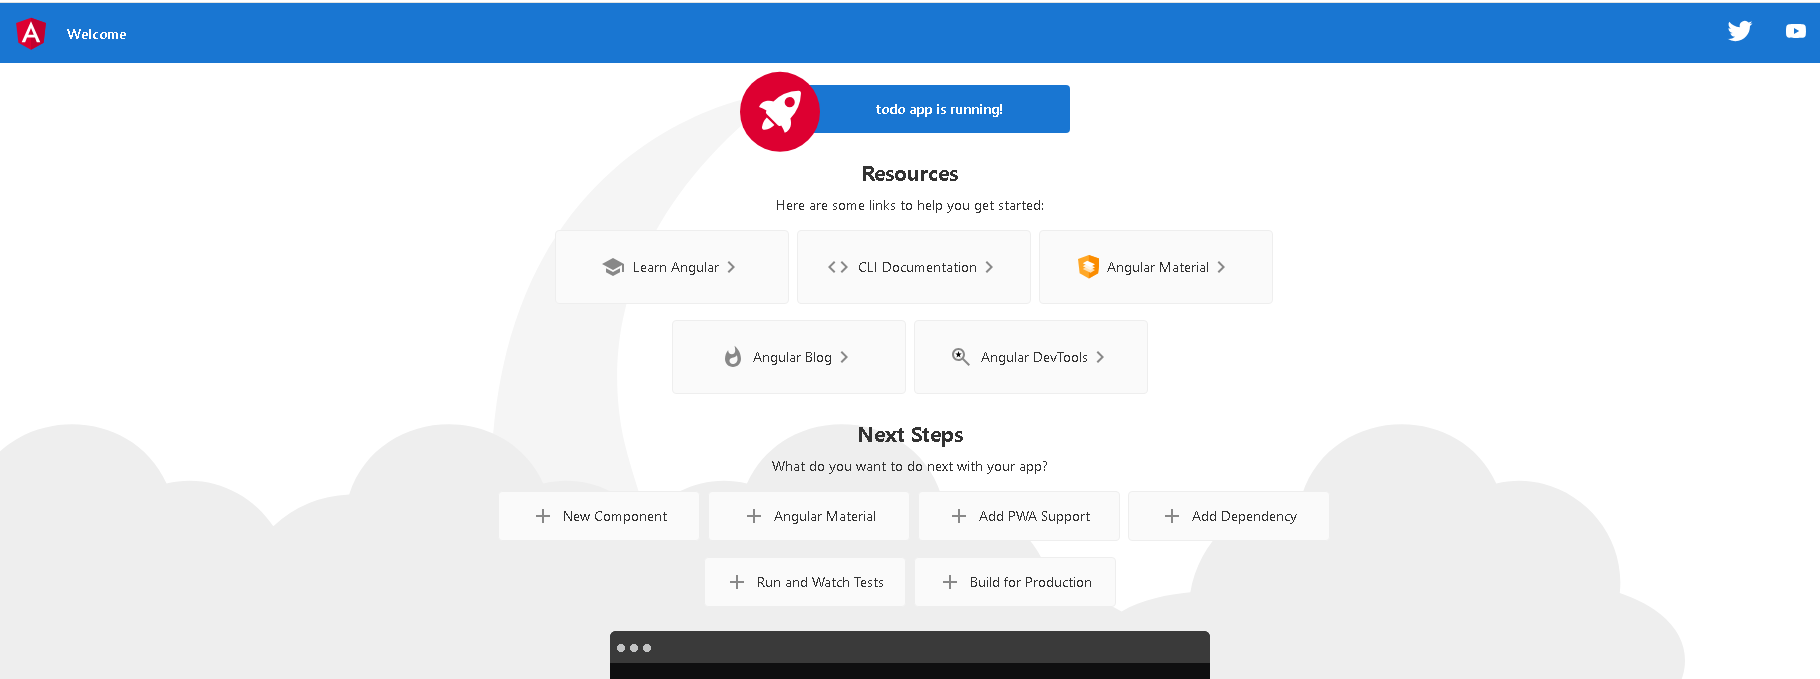 Welcome
todo app is running!
Resources
Here are some links to help you get started:
Learn Angular
CLI Documentation
Angular Material
Angular Blog
Angular DevTools
Next Steps
What do you want to do next with your app?
New Component
Angular Material
Add PWA Support
Add Dependency
Run and Watch Tests
Build for Production